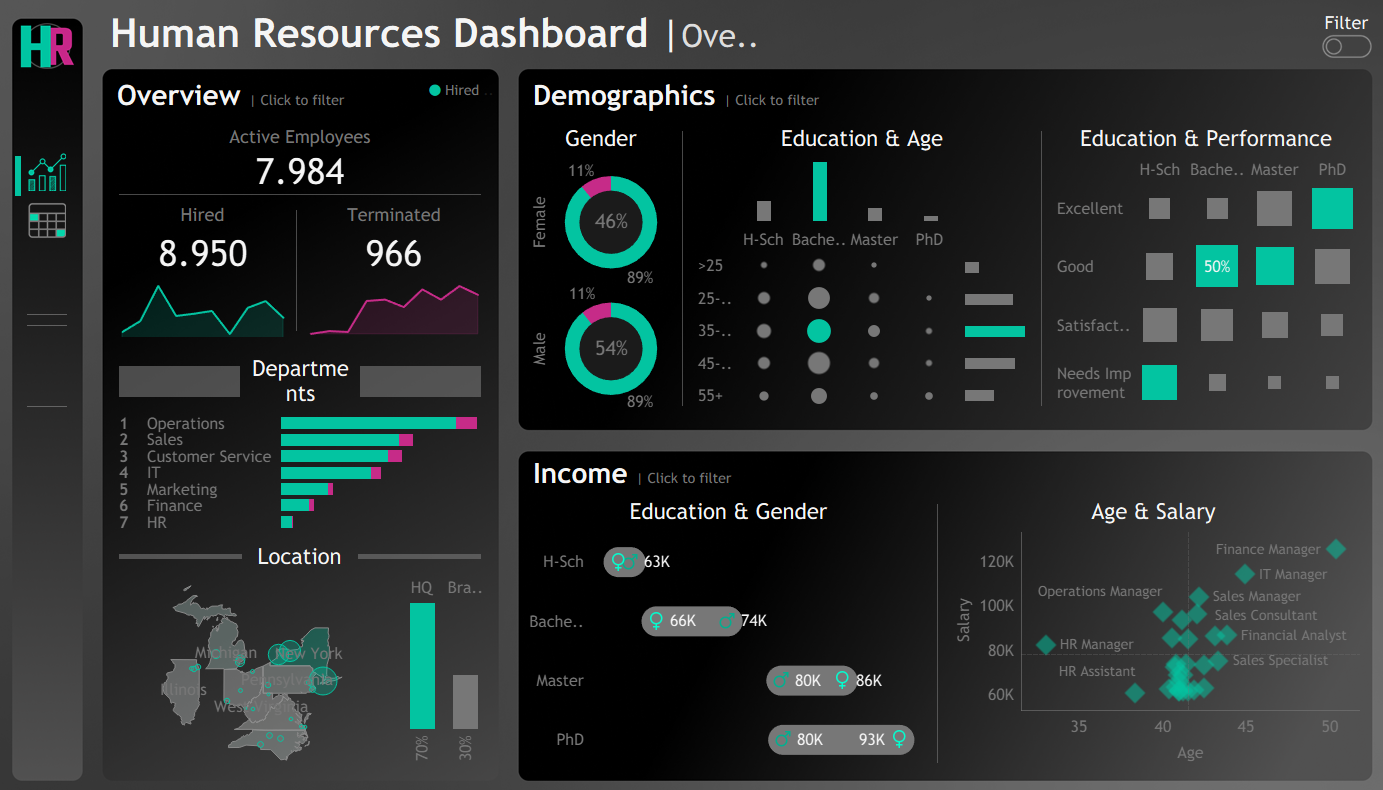 HR
Human Resources Dashboard | Ove..
Filter
Overview | Click to filter
Hired ..
Active Employees
7.984
Hired
Terminated
8.950
966
Departme
nts
1 Operations
2 Sales
3 Customer Service
4 IT
5 Marketing
6 Finance
7 HR
Location
HQ
Bra..
Michigan
New York
Illinois
Pennsylvania
West Virginia
70%
30%
Demographics | Click to filter
Gender
Female
11%
46%
89%
Male
11%
54%
89%
Education & Age
H-Sch Bache.. Master PhD
>25
25-..
35-..
45-..
55+
Education & Performance
H-Sch Bache.. Master PhD
Excellent
Good
50%
Satisfact..
Needs Imp
rovement
Income | Click to filter
Education & Gender
H-Sch
♀ ♂ 63K
Bache..
♀ 66K ♂ 74K
Master
♂ 80K ♀ 86K
PhD
♂ 80K 93K ♀
Age & Salary
Salary
120K
100K
80K
60K
Finance Manager
IT Manager
Operations Manager
Sales Manager
Sales Consultant
Financial Analyst
HR Manager
Sales Specialist
HR Assistant
35 40 45 50
Age